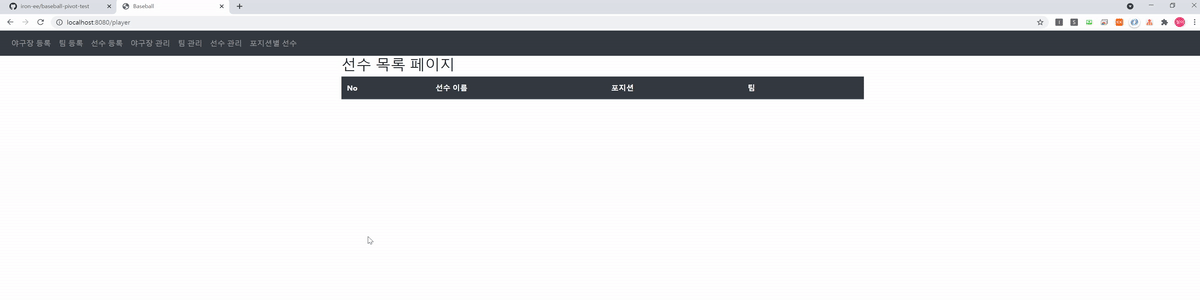 iron-ee/baseball-pivot-test
Baseball
localhost:8080/player
야구장 등록 팀 등록 선수 등록 야구장 관리 팀 관리 선수 관리 포지션별 선수
선수 목록 페이지
No 선수 이름 포지션 팀